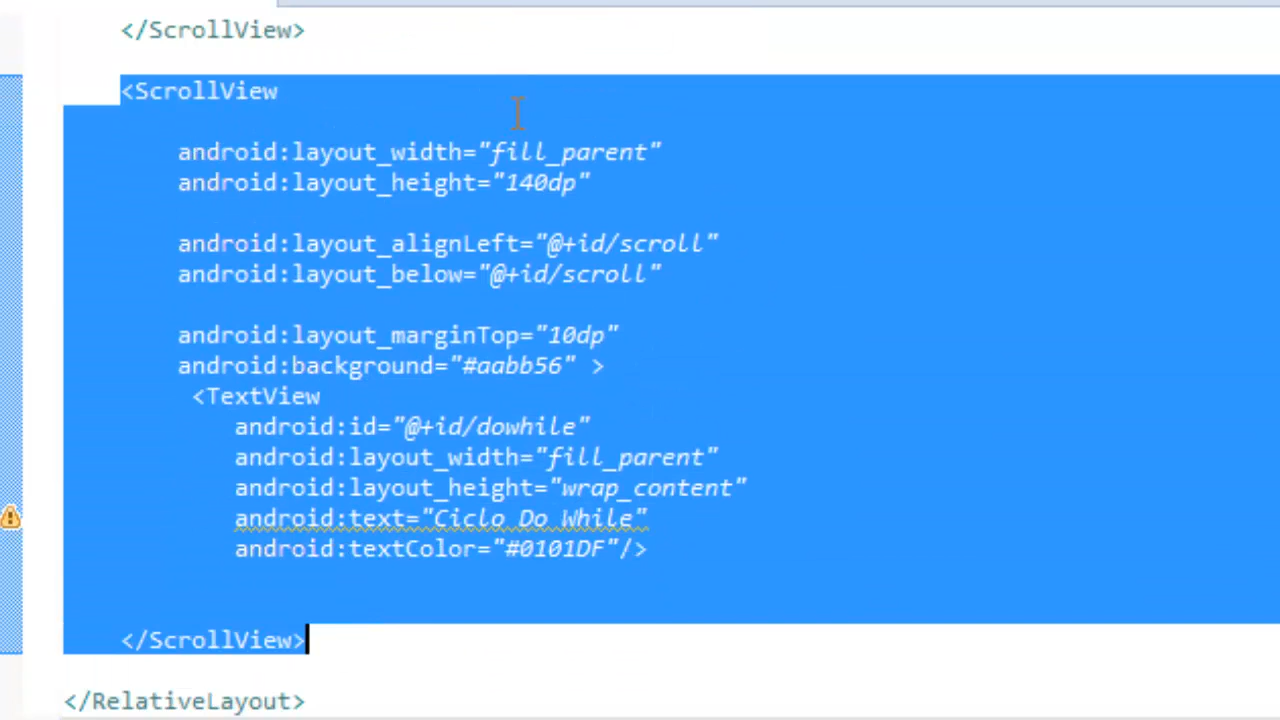 </ScrollView>
<ScrollView
android:layout_width="fill_parent"
android:layout_height="140dp"
android:layout_alignLeft="@+id/scroll"
android:layout_below="@+id/scroll"
android:layout_marginTop="10dp"
android:background="#aabb56" >
<TextView
android:id="@+id/dowhile"
android:layout_width="fill_parent"
android:layout_height="wrap_content"
android:text="Ciclo Do While"
android:textColor="#0101DF"/>
</ScrollView>
</RelativeLayout>